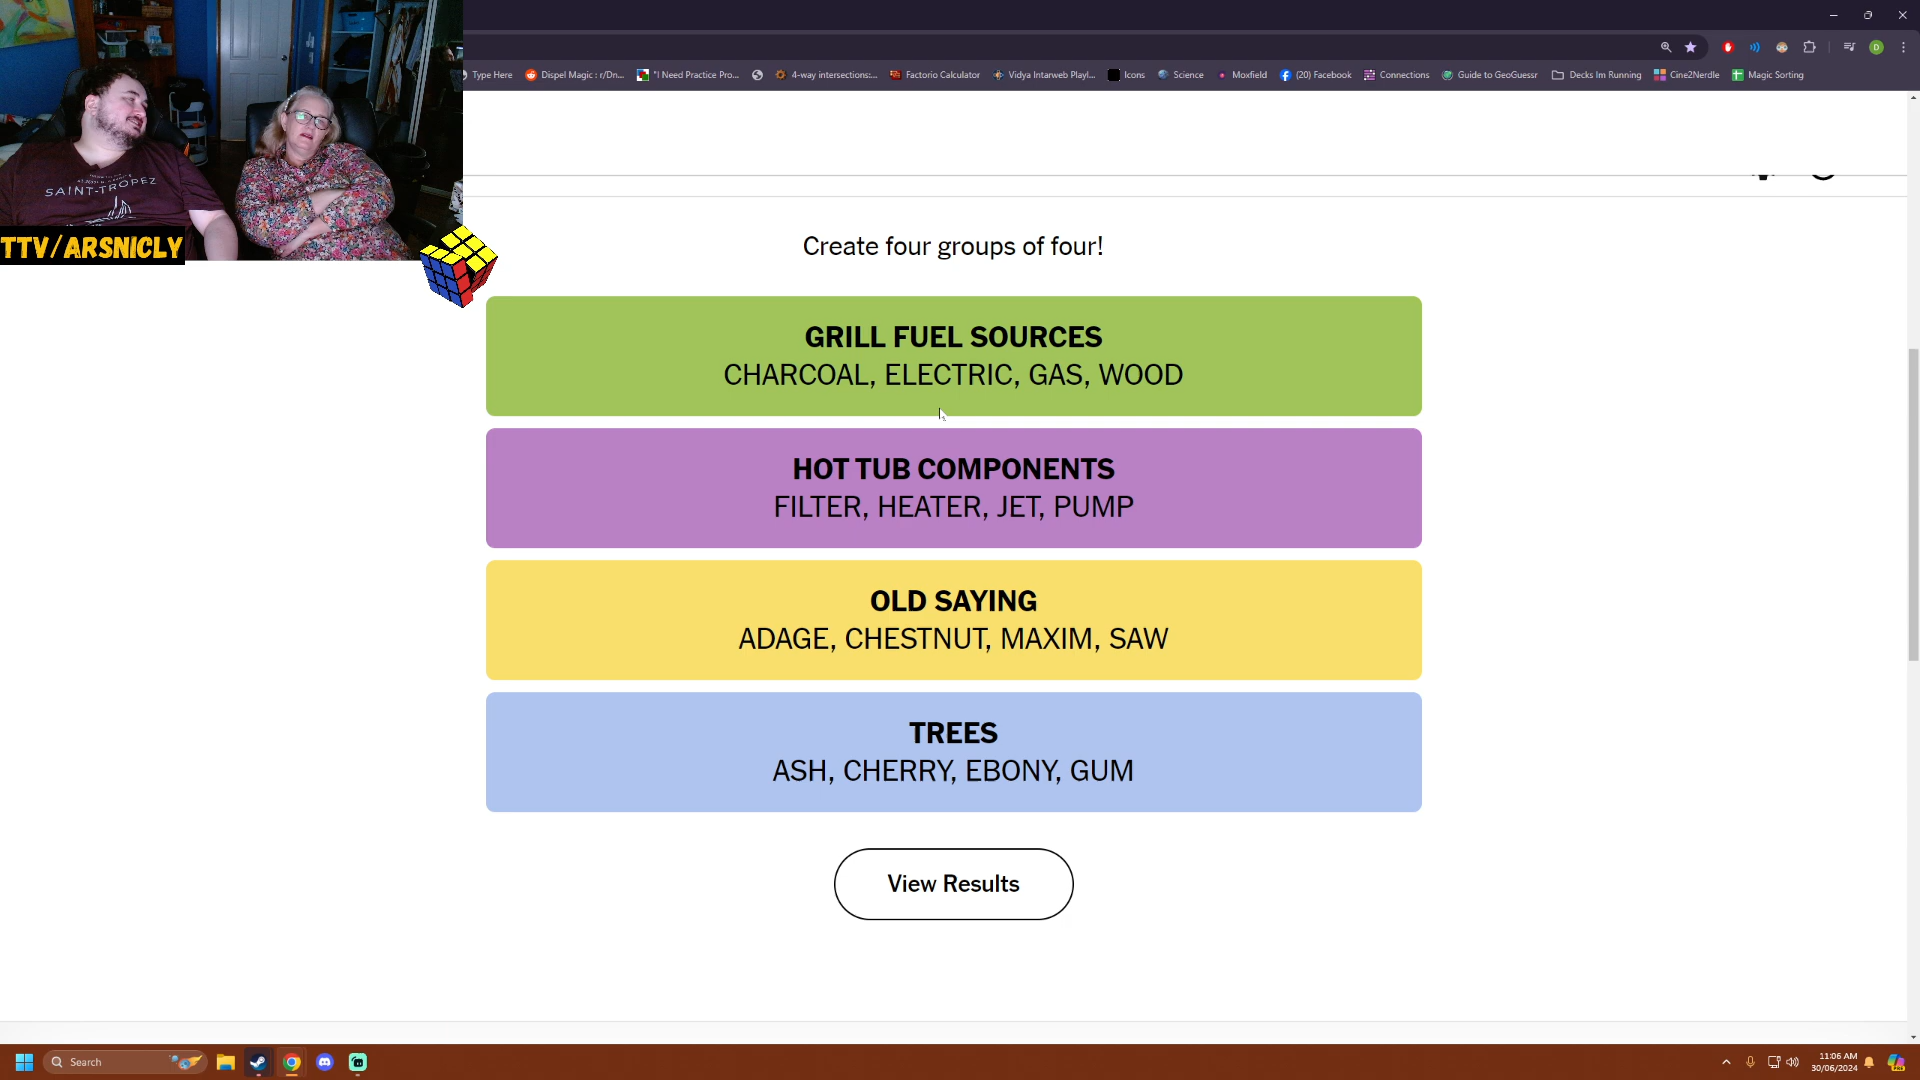 Type Here
Dispel Magic : r/Dn...
"I Need Practice Pro...
4-way intersections:...
Factorio Calculator
Vidya Intarweb Playl...
Icons
Science
Moxfield
(20) Facebook
Connections
Guide to GeoGuessr
Decks Im Running
Cine2Nerdle
Magic Sorting
D
SAINT-TROPEZ
TTV/ARSNICLY
Create four groups of four!
GRILL FUEL SOURCES
CHARCOAL, ELECTRIC, GAS, WOOD
HOT TUB COMPONENTS
FILTER, HEATER, JET, PUMP
OLD SAYING
ADAGE, CHESTNUT, MAXIM, SAW
TREES
ASH, CHERRY, EBONY, GUM
View Results
Search
11:06 AM
30/06/2024